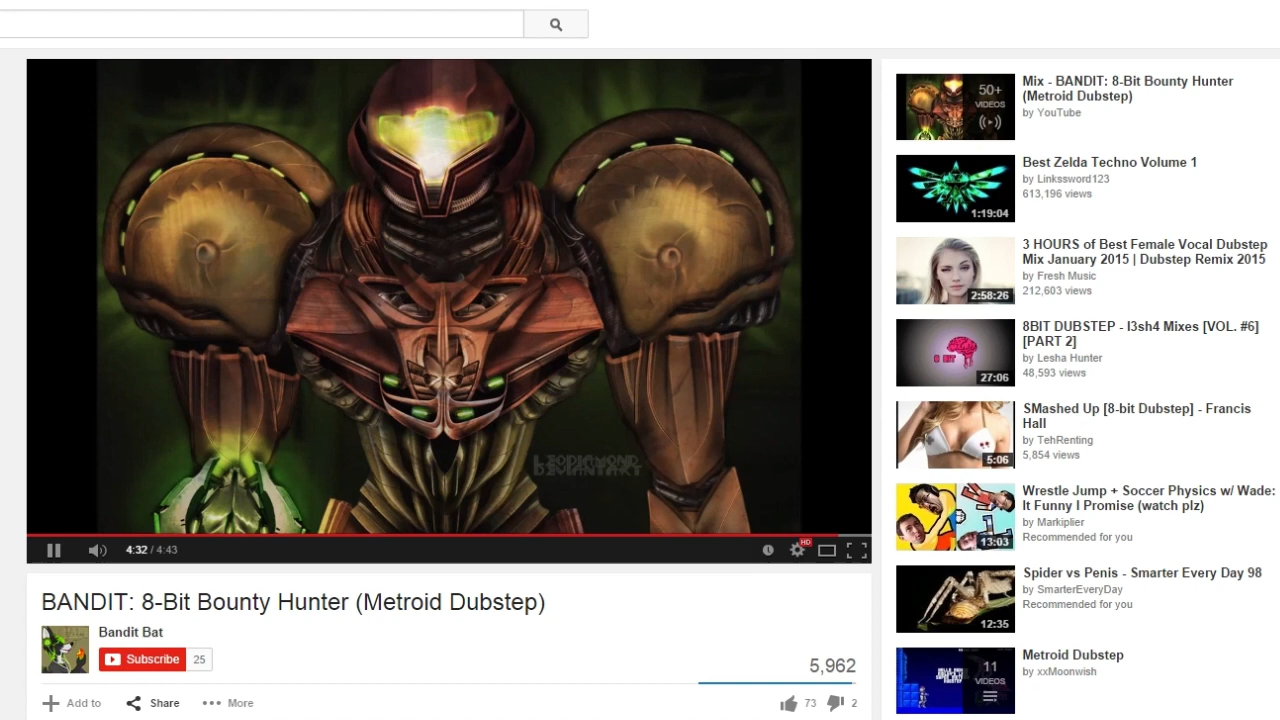 LEODIAMOND
DEVIANTART
4:32 / 4:43
HD
BANDIT: 8-Bit Bounty Hunter (Metroid Dubstep)
Bandit Bat
Subscribe 25
5,962
Add to Share More 73 2
50+
VIDEOS
Mix - BANDIT: 8-Bit Bounty Hunter
(Metroid Dubstep)
by YouTube
1:19:04
Best Zelda Techno Volume 1
by Linkssword123
613,196 views
2:58:26
3 HOURS of Best Female Vocal Dubstep
Mix January 2015 | Dubstep Remix 2015
by Fresh Music
212,603 views
8 BIT
27:06
8BIT DUBSTEP - I3sh4 Mixes [VOL. #6]
[PART 2]
by Lesha Hunter
48,593 views
5:06
SMashed Up [8-bit Dubstep] - Francis
Hall
by TehRenting
5,854 views
13:03
Wrestle Jump + Soccer Physics w/ Wade:
It Funny I Promise (watch plz)
by Markiplier
Recommended for you
12:35
Spider vs Penis - Smarter Every Day 98
by SmarterEveryDay
Recommended for you
11
VIDEOS
Metroid Dubstep
by xxMoonwish